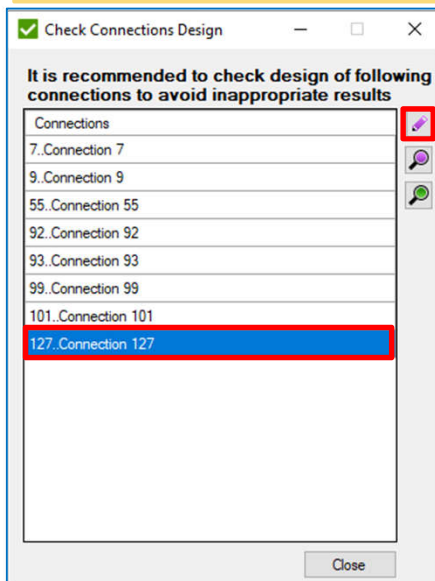 Check Connections Design
It is recommended to check design of following
connections to avoid inappropriate results
Connections
7..Connection 7
9..Connection 9
55..Connection 55
92..Connection 92
93..Connection 93
99..Connection 99
101..Connection 101
127..Connection 127
Close